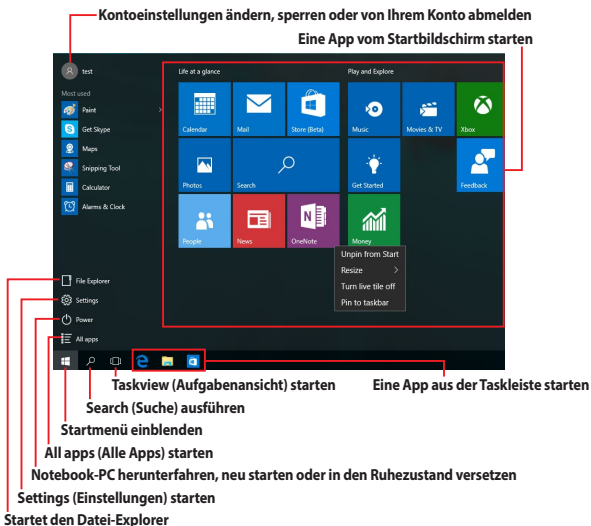 Kontoeinstellungen ändern, sperren oder von Ihrem Konto abmelden
Eine App vom Startbildschirm starten
test
Most used
Paint
Get Skype
Maps
Snipping Tool
Calculator
Alarms & Clock
File Explorer
Settings
Power
All apps
Life at a glance
Play and Explore
Calendar
Mail
Store (Beta)
Music
Movies & TV
Xbox
Photos
Search
Get Started
Feedback
People
News
OneNote
Money
Unpin from Start
Resize
Turn live tile off
Pin to taskbar
Taskview (Aufgabenansicht) starten
Eine App aus der Taskleiste starten
Search (Suche) ausführen
Startmenü einblenden
All apps (Alle Apps) starten
Notebook-PC herunterfahren, neu starten oder in den Ruhezustand versetzen
Settings (Einstellungen) starten
Startet den Datei-Explorer